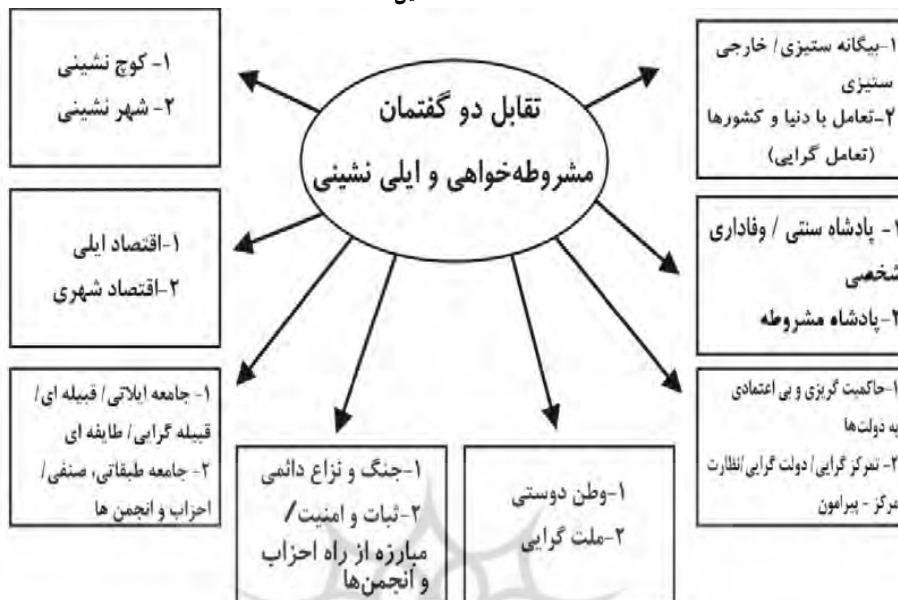 تقابل دو گفتمان
مشروطه‌خواهی و ایلی نشینی
۱-بیگانه ستیزی/ خارجی
ستیزی
۲-تعامل با دنیا و کشورها
(تعامل گرایی)
۱- پادشاه سنتی / وفاداری
شخصی
۲-پادشاه مشروطه
۱-حاکمیت گریزی و بی اعتمادی
به دولت‌ها
۲- تمرکز گرایی/ دولت گرایی/نظارت
مرکز - پیرامون
۱-وطن دوستی
۲-ملت گرایی
۱-جنگ و نزاع دائمی
۲-ثبات و امنیت/
مبارزه از راه احزاب
و انجمن‌ها
۱- جامعه ایلاتی/ قبیله ای/
قبیله گرایی/ طایفه ای
۲- جامعه طبقاتی، صنفی/
احزاب و انجمن ها
۱-اقتصاد ایلی
۲-اقتصاد شهری
۱- کوچ نشینی
۲- شهر نشینی